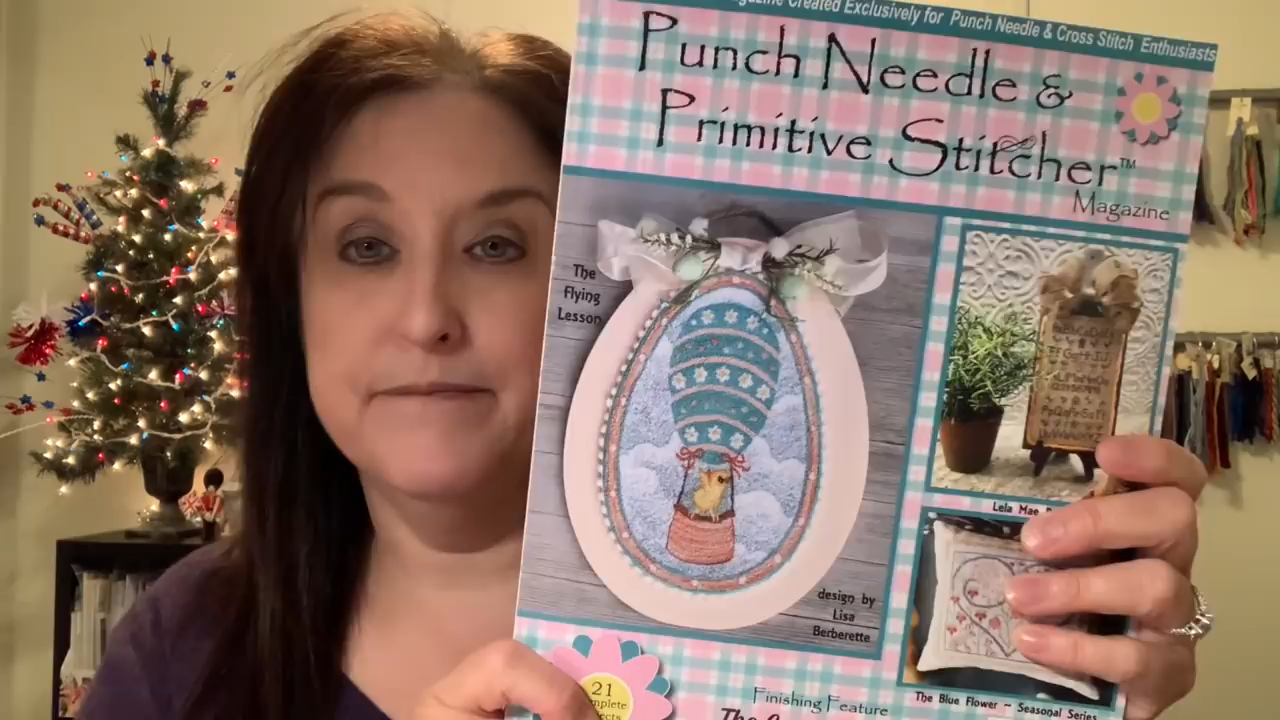 Created Exclusively for Punch Needle & Cross Stitch Enthusiasts
Punch Needle &
Primitive Stitcher™
Magazine
The
Flying
Lesson
design by
Lisa
Berberette
Lela Mae
The Blue Flower ~ Seasonal Series
21
Finishing Feature